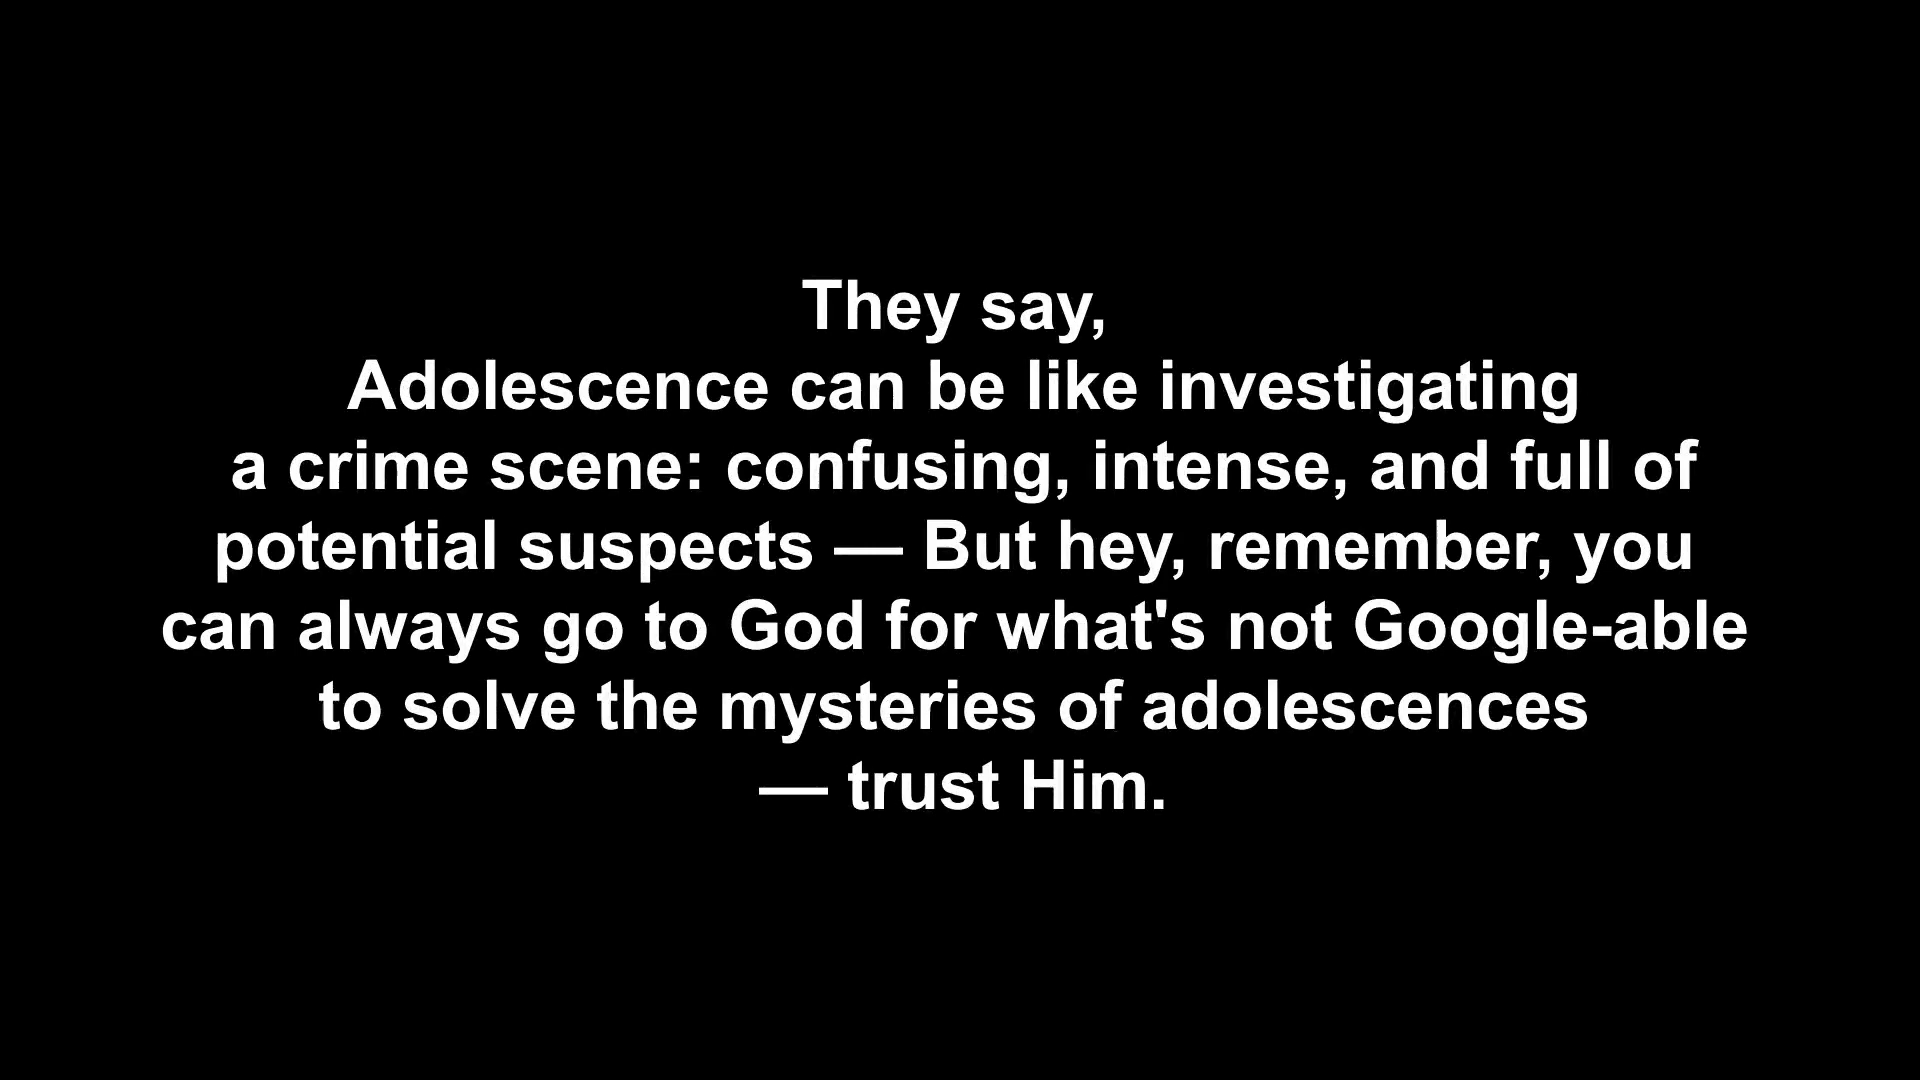 They say,
Adolescence can be like investigating
a crime scene: confusing, intense, and full of
potential suspects — But hey, remember, you
can always go to God for what's not Google-able
to solve the mysteries of adolescences
— trust Him.